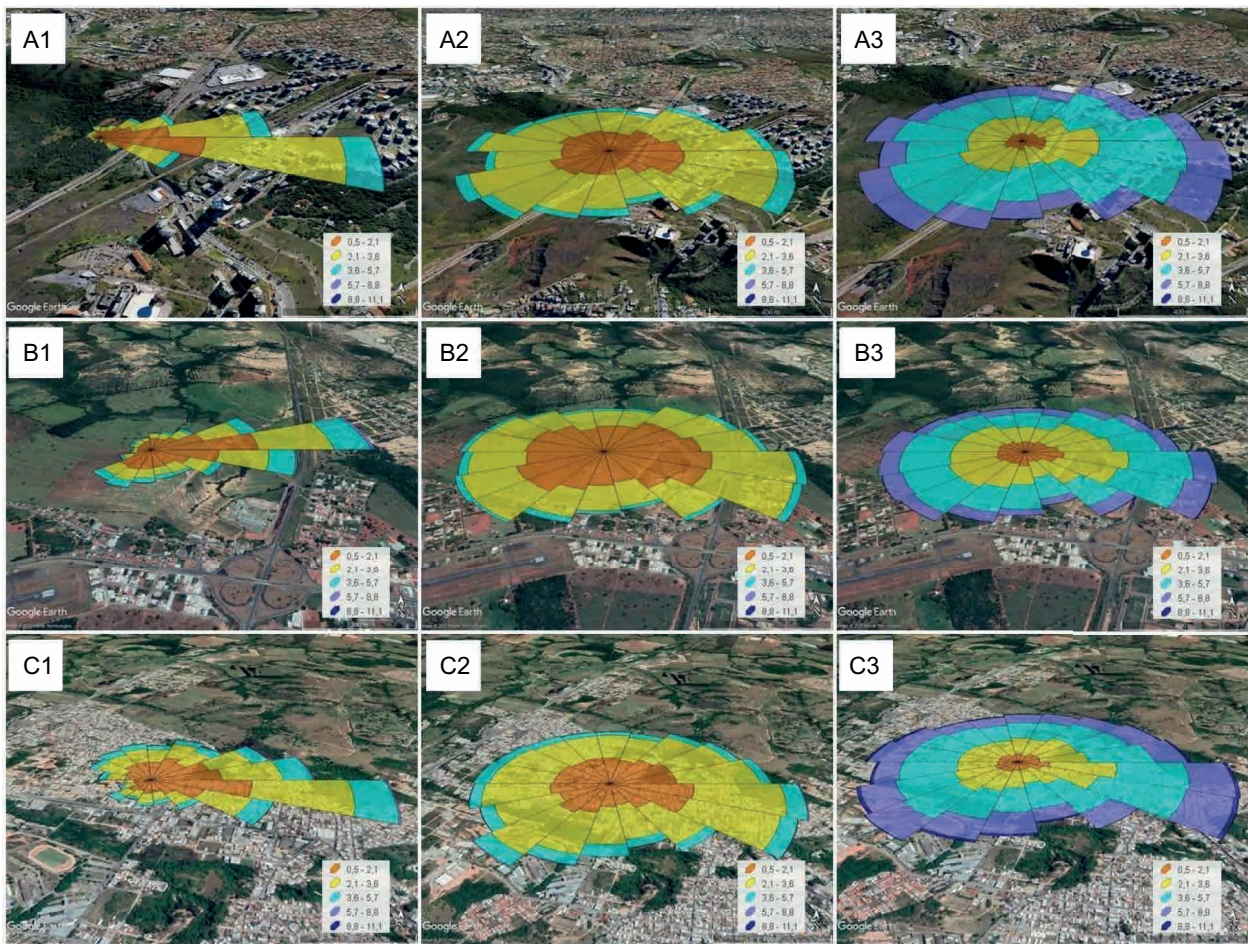 A1
0,5 - 2,1
2,1 - 3,6
3,6 - 5,7
5,7 - 8,8
8,8 - 11,1
Google Earth
A2
0,5 - 2,1
2,1 - 3,6
3,6 - 5,7
5,7 - 8,8
8,8 - 11,1
Google Earth
400 m
A3
0,5 - 2,1
2,1 - 3,6
3,6 - 5,7
5,7 - 8,8
8,8 - 11,1
Google Earth
400 m
B1
0,5 - 2,1
2,1 - 3,6
3,6 - 5,7
5,7 - 8,8
8,8 - 11,1
Google Earth
B2
0,5 - 2,1
2,1 - 3,6
3,6 - 5,7
5,7 - 8,8
8,8 - 11,1
Google Earth
B3
0,5 - 2,1
2,1 - 3,6
3,6 - 5,7
5,7 - 8,8
8,8 - 11,1
Google Earth
C1
0,5 - 2,1
2,1 - 3,6
3,6 - 5,7
5,7 - 8,8
8,8 - 11,1
Google Earth
C2
0,5 - 2,1
2,1 - 3,6
3,6 - 5,7
5,7 - 8,8
8,8 - 11,1
Google Earth
C3
0,5 - 2,1
2,1 - 3,6
3,6 - 5,7
5,7 - 8,8
8,8 - 11,1
Google Earth